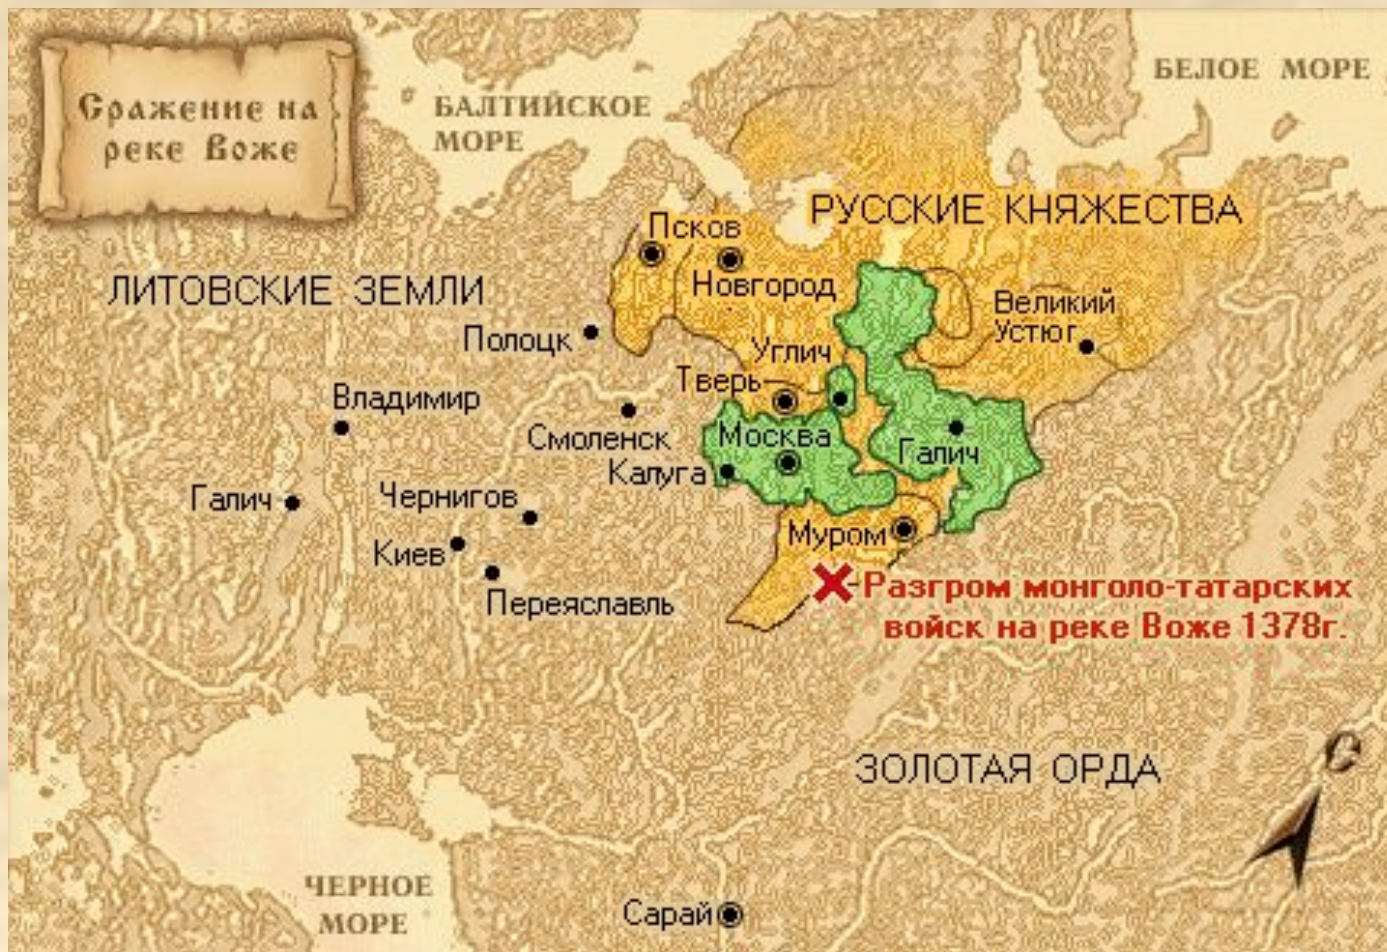 Сражение на
реке Воже
БАЛТИЙСКОЕ
МОРЕ
БЕЛОЕ МОРЕ
РУССКИЕ КНЯЖЕСТВА
Псков
Новгород
ЛИТОВСКИЕ ЗЕМЛИ
Великий
Устюг
Полоцк
Углич
Тверь
Владимир
Смоленск
Москва
Галич
Калуга
Галич
Чернигов
Муром
Киев
Переяславль
Разгром монголо-татарских
войск на реке Воже 1378г.
ЗОЛОТАЯ ОРДА
С
ЧЕРНОЕ
МОРЕ
Сарай